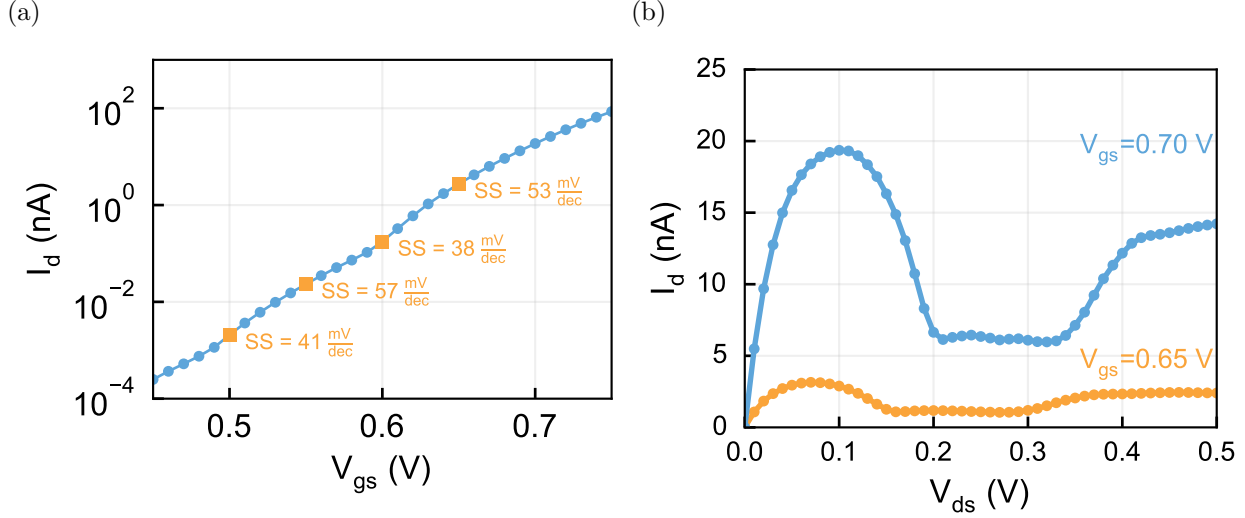 (a)
10^2
10^0
10^−2
10^−4
I_d (nA)
SS = 53 mV/dec
SS = 38 mV/dec
SS = 57 mV/dec
SS = 41 mV/dec
0.5 0.6 0.7
V_gs (V)
(b)
25
20
15
10
5
0
I_d (nA)
V_gs=0.70 V
V_gs=0.65 V
0.0 0.1 0.2 0.3 0.4 0.5
V_ds (V)